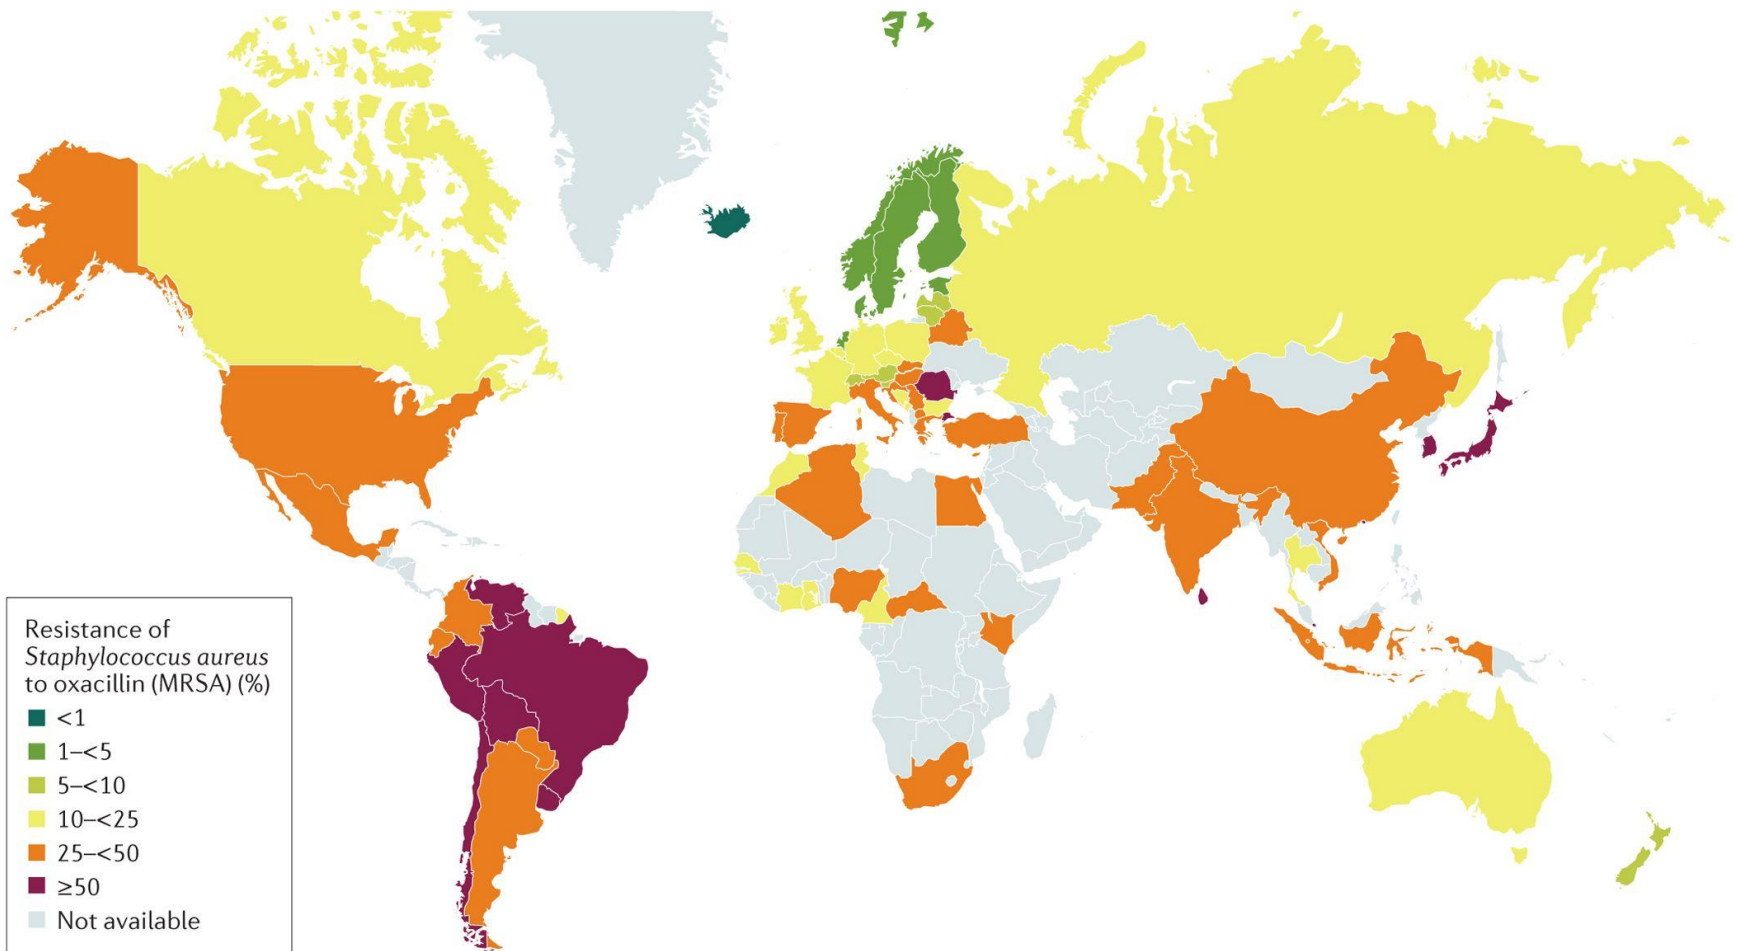 Resistance of
Staphylococcus aureus
to oxacillin (MRSA) (%)
<1
1–<5
5–<10
10–<25
25–<50
≥50
Not available